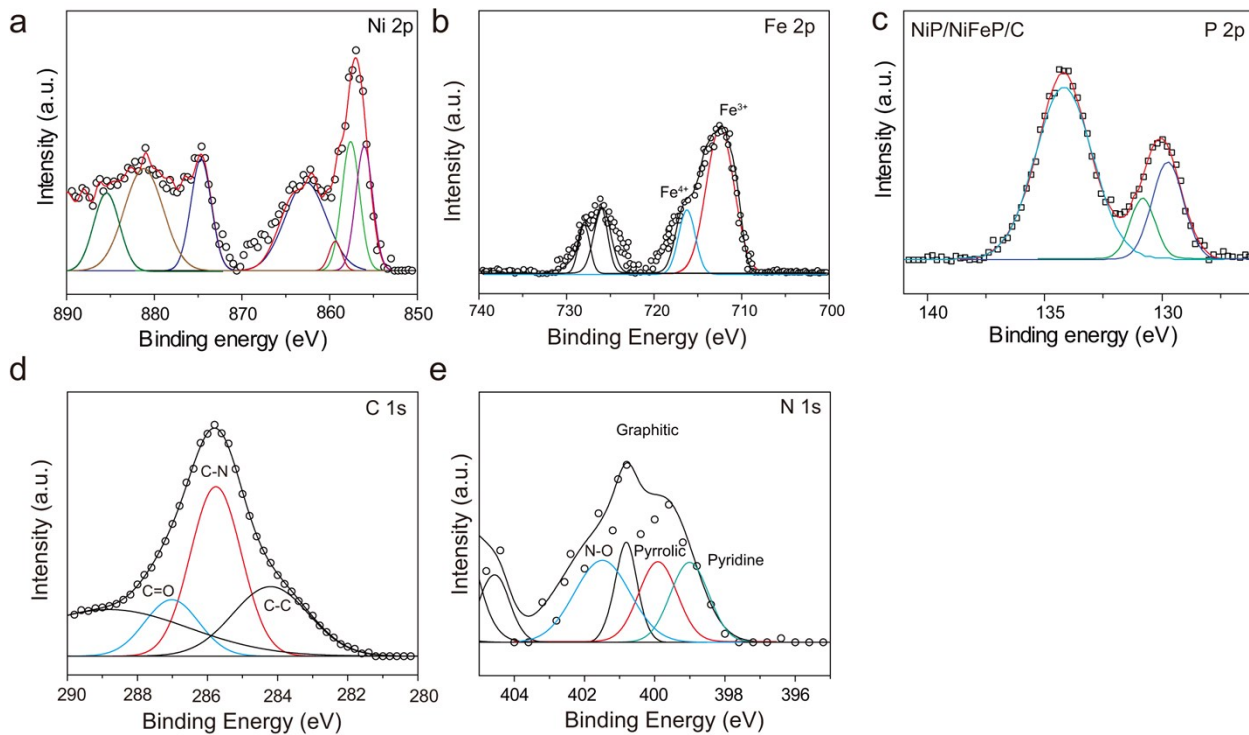 a
Ni 2p
Intensity (a.u.)
890 880 870 860 850
Binding energy (eV)
b
Fe 2p
Fe³⁺
Fe⁴⁺
Intensity (a.u.)
740 730 720 710 700
Binding Energy (eV)
c
NiP/NiFeP/C P 2p
Intensity (a.u.)
140 135 130
Binding energy (eV)
d
C 1s
C-N
C=O
C-C
Intensity (a.u.)
290 288 286 284 282 280
Binding Energy (eV)
e
N 1s
Graphitic
N-O Pyrrolic Pyridine
Intensity (a.u.)
404 402 400 398 396
Binding Energy (eV)